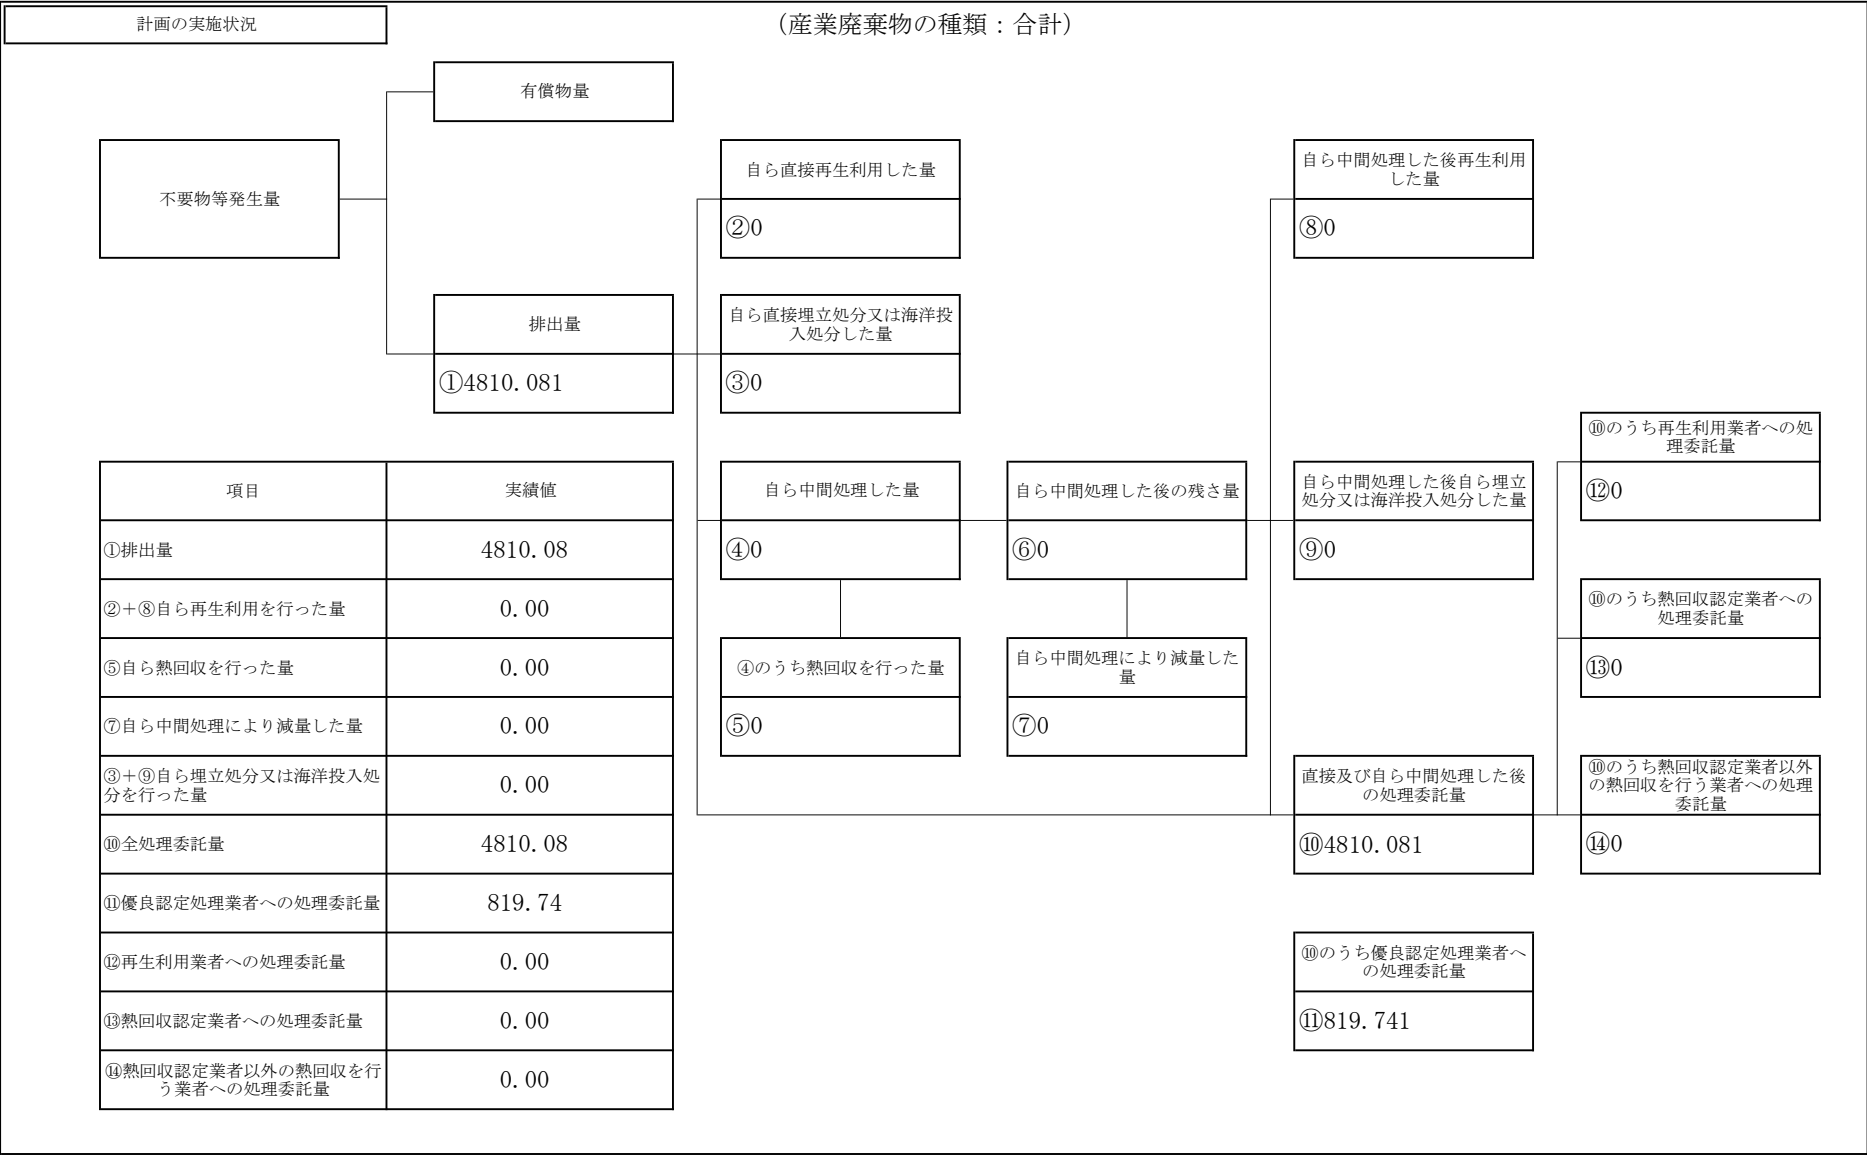 計画の実施状況
（産業廃棄物の種類：合計）
有償物量
不要物等発生量
自ら直接再生利用した量
②0
自ら中間処理した後再生利用
した量
⑧0
排出量
①4810.081
自ら直接埋立処分又は海洋投
入処分した量
③0
⑩のうち再生利用業者への処
理委託量
⑫0
自ら中間処理した量
④0
自ら中間処理した後の残さ量
⑥0
自ら中間処理した後自ら埋立
処分又は海洋投入処分した量
⑨0
⑩のうち熱回収認定業者への
処理委託量
⑬0
④のうち熱回収を行った量
⑤0
自ら中間処理により減量した
量
⑦0
直接及び自ら中間処理した後
の処理委託量
⑩4810.081
⑩のうち熱回収認定業者以外
の熱回収を行う業者への処理
委託量
⑭0
⑩のうち優良認定処理業者へ
の処理委託量
⑪819.741
項目 実績値
①排出量 4810.08
②＋⑧自ら再生利用を行った量 0.00
⑤自ら熱回収を行った量 0.00
⑦自ら中間処理により減量した量 0.00
③＋⑨自ら埋立処分又は海洋投入処
分を行った量 0.00
⑩全処理委託量 4810.08
⑪優良認定処理業者への処理委託量 819.74
⑫再生利用業者への処理委託量 0.00
⑬熱回収認定業者への処理委託量 0.00
⑭熱回収認定業者以外の熱回収を行
う業者への処理委託量 0.00